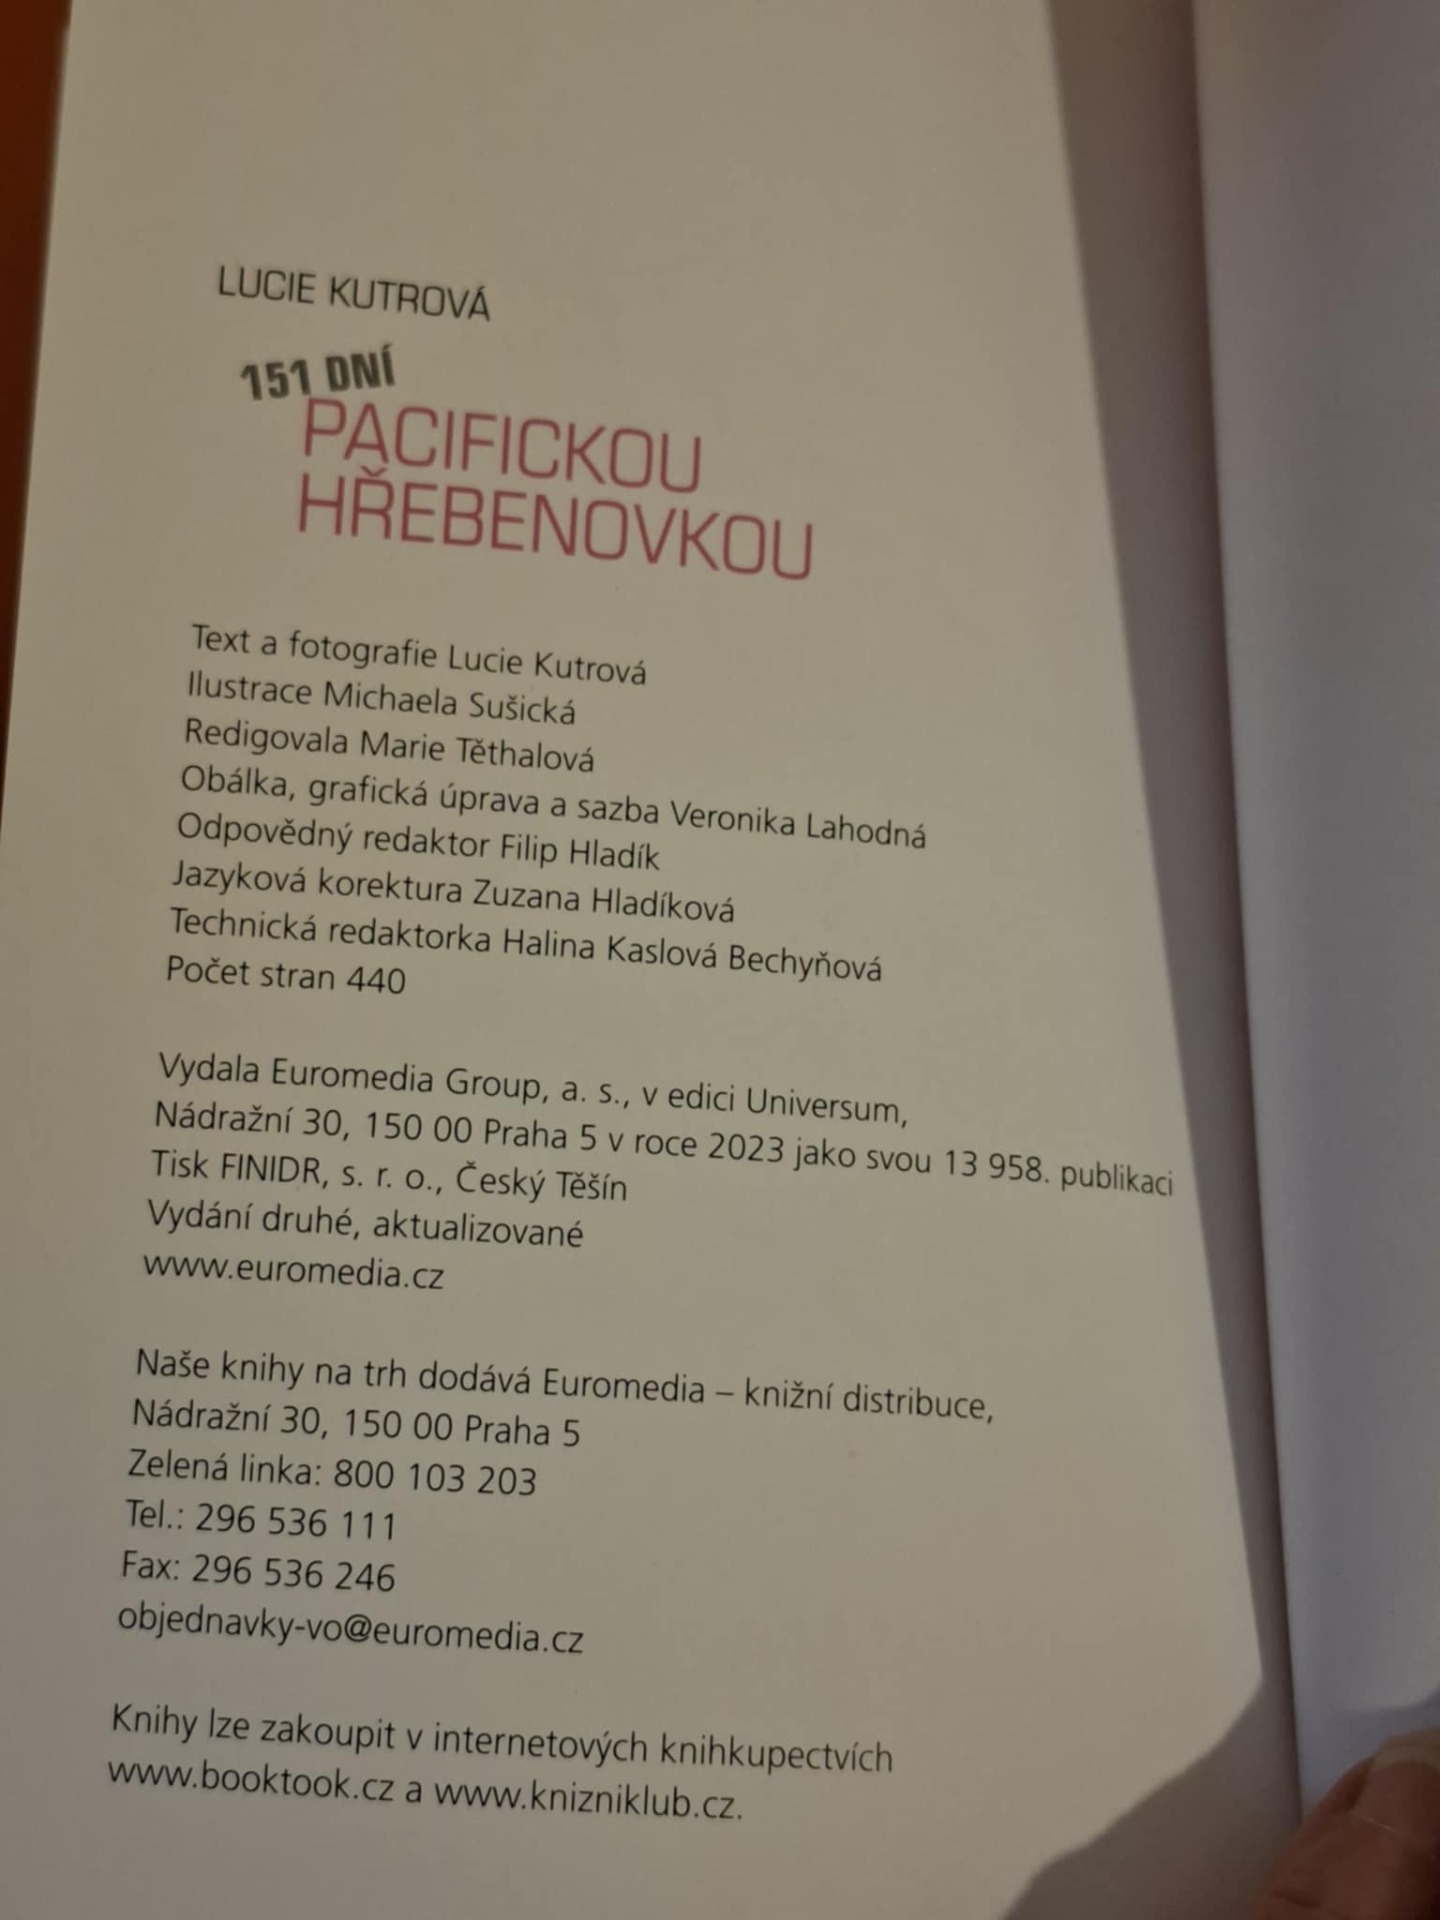 LUCIE KUTROVÁ
151 DNÍ
PACIFICKOU
HŘEBENOVKOU
Text a fotografie Lucie Kutrová
Ilustrace Michaela Sušická
Redigovala Marie Těthalová
Obálka, grafická úprava a sazba Veronika Lahodná
Odpovědný redaktor Filip Hladík
Jazyková korektura Zuzana Hladíková
Technická redaktorka Halina Kaslová Bechyňová
Počet stran 440
Vydala Euromedia Group, a. s., v edici Universum,
Nádražní 30, 150 00 Praha 5 v roce 2023 jako svou 13 958. publikaci
Tisk FINIDR, s. r. o., Český Těšín
Vydání druhé, aktualizované
www.euromedia.cz
Naše knihy na trh dodává Euromedia – knižní distribuce,
Nádražní 30, 150 00 Praha 5
Zelená linka: 800 103 203
Tel.: 296 536 111
Fax: 296 536 246
objednavky-vo@euromedia.cz
Knihy lze zakoupit v internetových knihkupectvích
www.booktook.cz a www.knizniklub.cz.